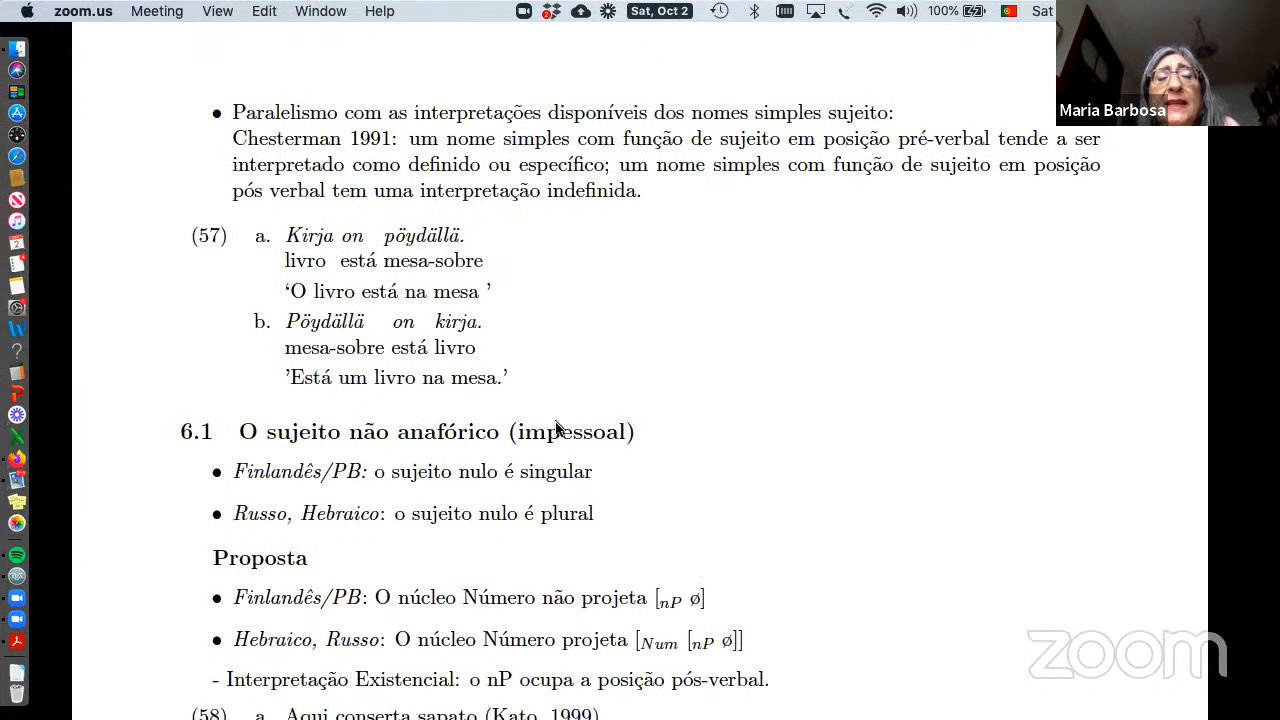 zoom.us Meeting View Edit Window Help Sat, Oct 2 100% Sat
Maria Barbosa
• Paralelismo com as interpretações disponíveis dos nomes simples sujeito:
Chesterman 1991: um nome simples com função de sujeito em posição pré-verbal tende a ser
interpretado como definido ou específico; um nome simples com função de sujeito em posição
pós verbal tem uma interpretação indefinida.
(57) a. Kirja on pöydällä.
livro está mesa-sobre
‘O livro está na mesa ’
b. Pöydällä on kirja.
mesa-sobre está livro
’Está um livro na mesa.’
6.1 O sujeito não anafórico (impessoal)
• Finlandês/PB: o sujeito nulo é singular
• Russo, Hebraico: o sujeito nulo é plural
Proposta
• Finlandês/PB: O núcleo Número não projeta [nP ø]
• Hebraico, Russo: O núcleo Número projeta [Num [nP ø]]
- Interpretação Existencial: o nP ocupa a posição pós-verbal.
(58) a. Aqui conserta sapato (Kato, 1999)
zoom